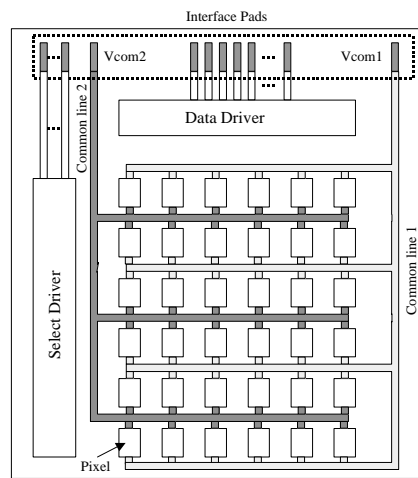 Interface Pads
Vcom2
Vcom1
Common line 2
Data Driver
Select Driver
Common line 1
Pixel